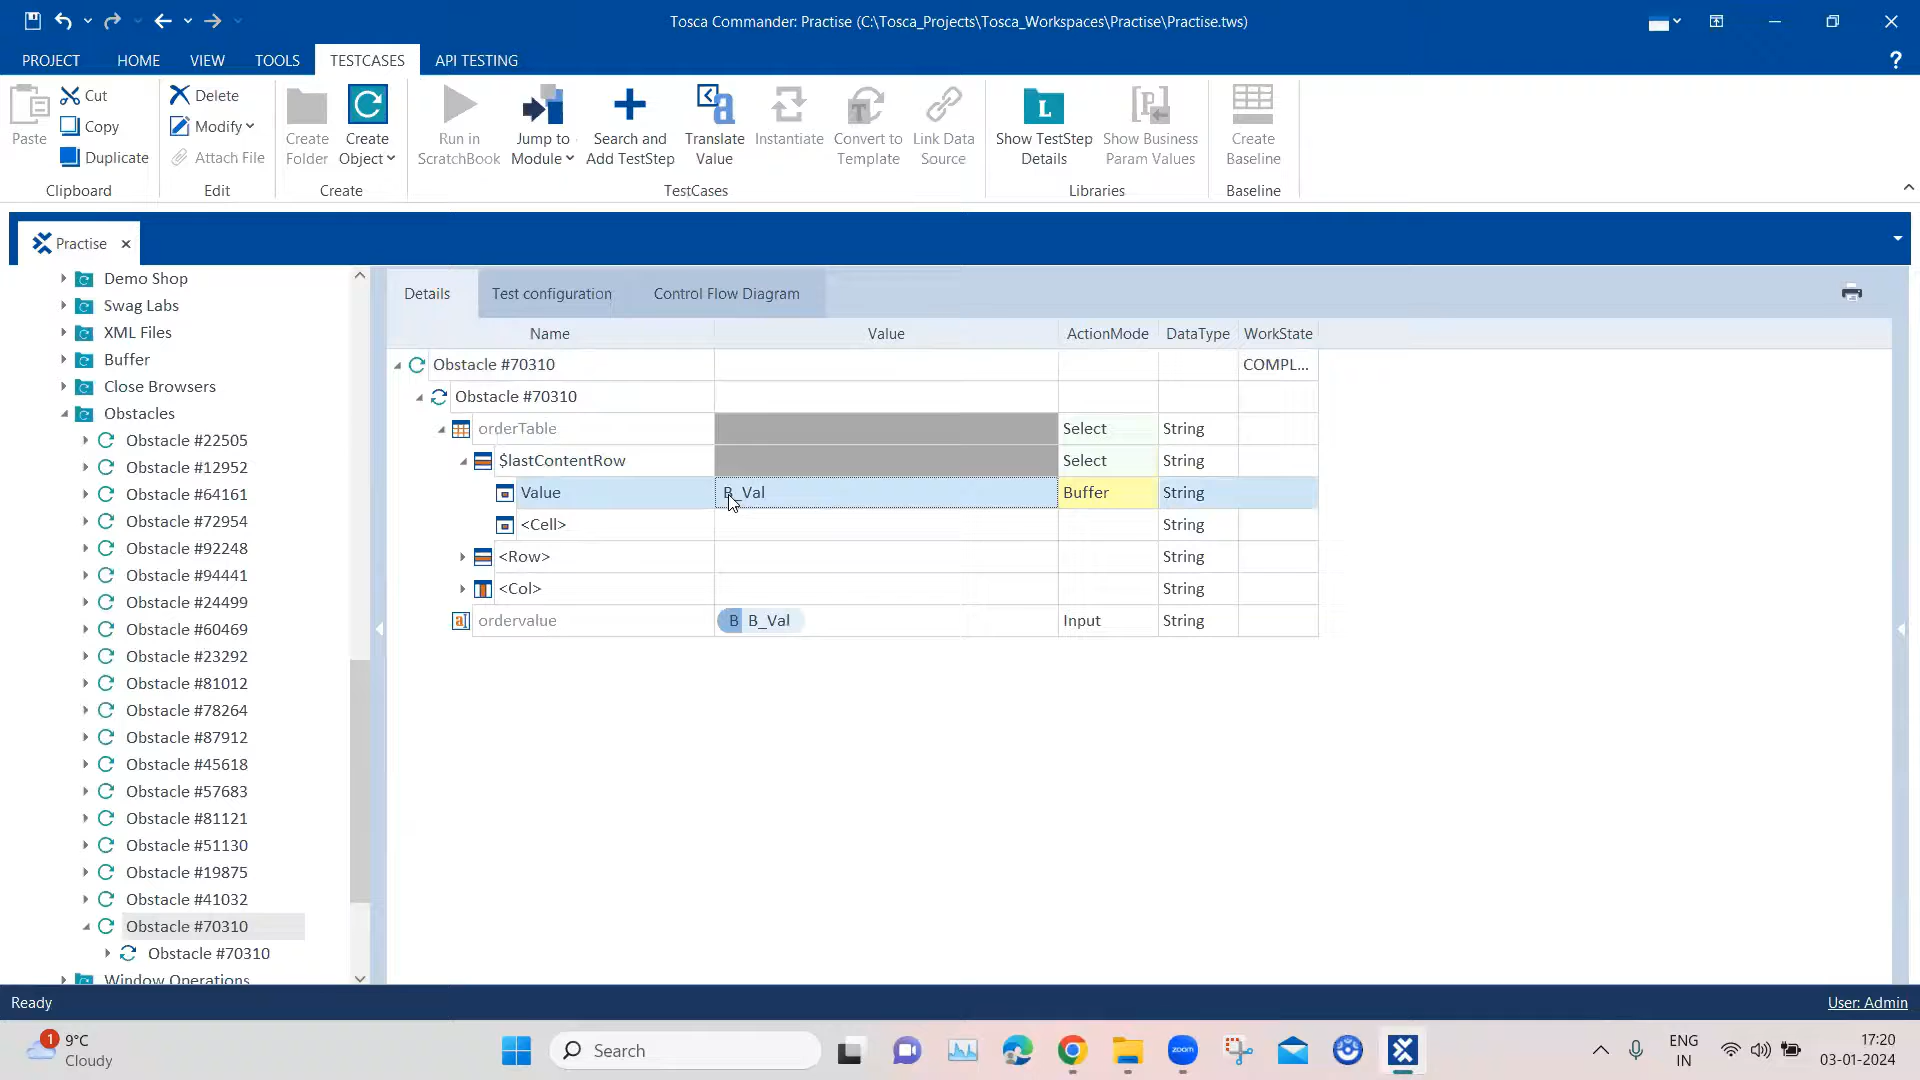 Tosca Commander: Practise (C:\Tosca_Projects\Tosca_Workspaces\Practise\Practise.tws)
PROJECT HOME VIEW TOOLS TESTCASES API TESTING ?
Paste
Cut
Copy
Duplicate
Clipboard
Delete
Modify
Attach File
Edit
Create Folder
Create Object
Create
Run in ScratchBook
Jump to Module
Search and Add TestStep
Translate Value
Instantiate
Convert to Template
Link Data Source
TestCases
Show TestStep Details
Show Business Param Values
Libraries
Create Baseline
Baseline
Practise
Demo Shop
Swag Labs
XML Files
Buffer
Close Browsers
Obstacles
Obstacle #22505
Obstacle #12952
Obstacle #64161
Obstacle #72954
Obstacle #92248
Obstacle #94441
Obstacle #24499
Obstacle #60469
Obstacle #23292
Obstacle #81012
Obstacle #78264
Obstacle #87912
Obstacle #45618
Obstacle #57683
Obstacle #81121
Obstacle #51130
Obstacle #19875
Obstacle #41032
Obstacle #70310
Obstacle #70310
Window Operations
Details Test configuration Control Flow Diagram
Name Value ActionMode DataType WorkState
Obstacle #70310 COMPL...
Obstacle #70310
orderTable Select String
$lastContentRow Select String
Value B_Val Buffer String
<Cell> String
<Row> String
<Col> String
ordervalue B B_Val Input String
Ready User: Admin
1 9°C
Cloudy
Search
zoom
ENG
IN
17:20
03-01-2024